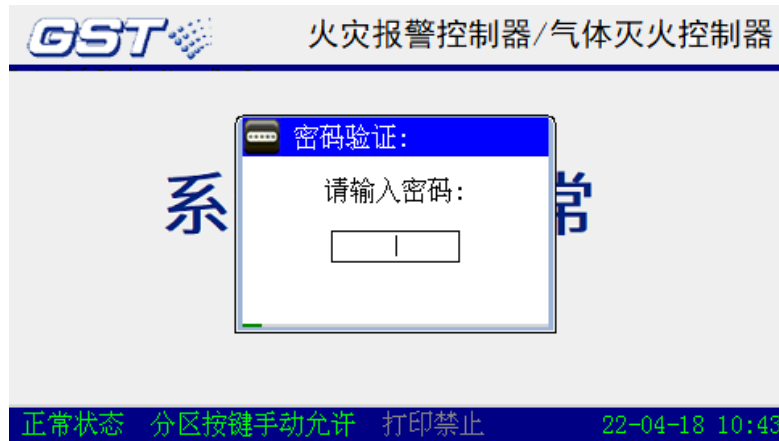 GST 火灾报警控制器/气体灭火控制器
密码验证:
请输入密码:
系 常
正常状态 分区按键手动允许 打印禁止 22-04-18 10:43